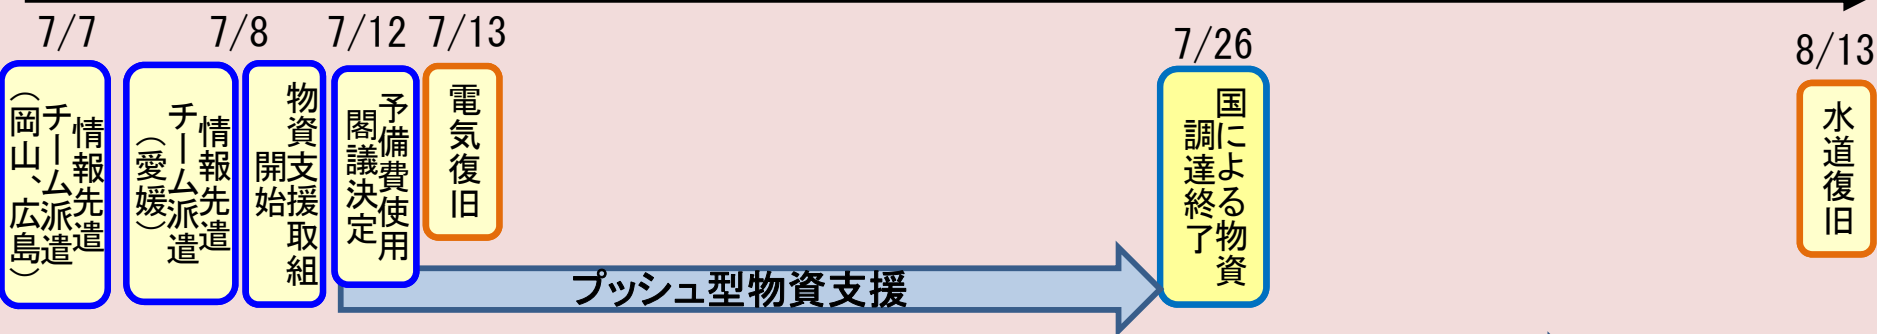 7/7
7/8
7/12
7/13
7/26
8/13
情報先遣
チーム派遣
（岡山、広島）
情報先遣
チーム派遣
（愛媛）
物資支援取組
開始
予備費使用
閣議決定
電気復旧
国による物資
調達終了
水道復旧
プッシュ型物資支援